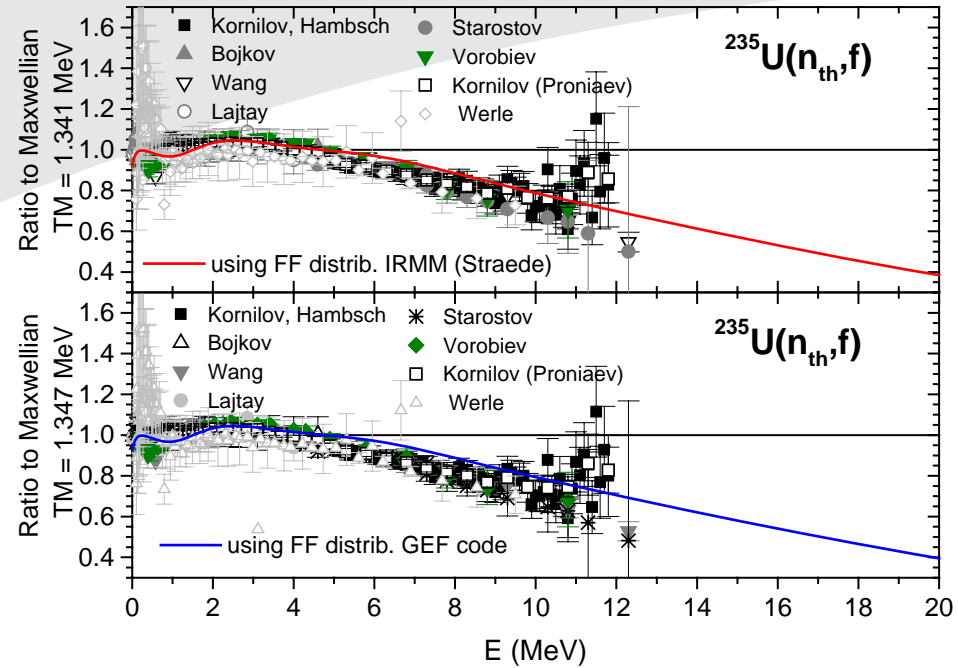 Ratio to Maxwellian
TM = 1.341 MeV
1.6
1.4
1.2
1.0
0.8
0.6
0.4
Kornilov, Hambsch
Bojkov
Wang
Lajtay
Starostov
Vorobiev
Kornilov (Proniaev)
Werle
²³⁵U(nₜₕ,f)
using FF distrib. IRMM (Straede)
Ratio to Maxwellian
TM = 1.347 MeV
1.6
1.4
1.2
1.0
0.8
0.6
0.4
Kornilov, Hambsch
Bojkov
Wang
Lajtay
Starostov
Vorobiev
Kornilov (Proniaev)
Werle
²³⁵U(nₜₕ,f)
using FF distrib. GEF code
0 2 4 6 8 10 12 14 16 18 20
E (MeV)